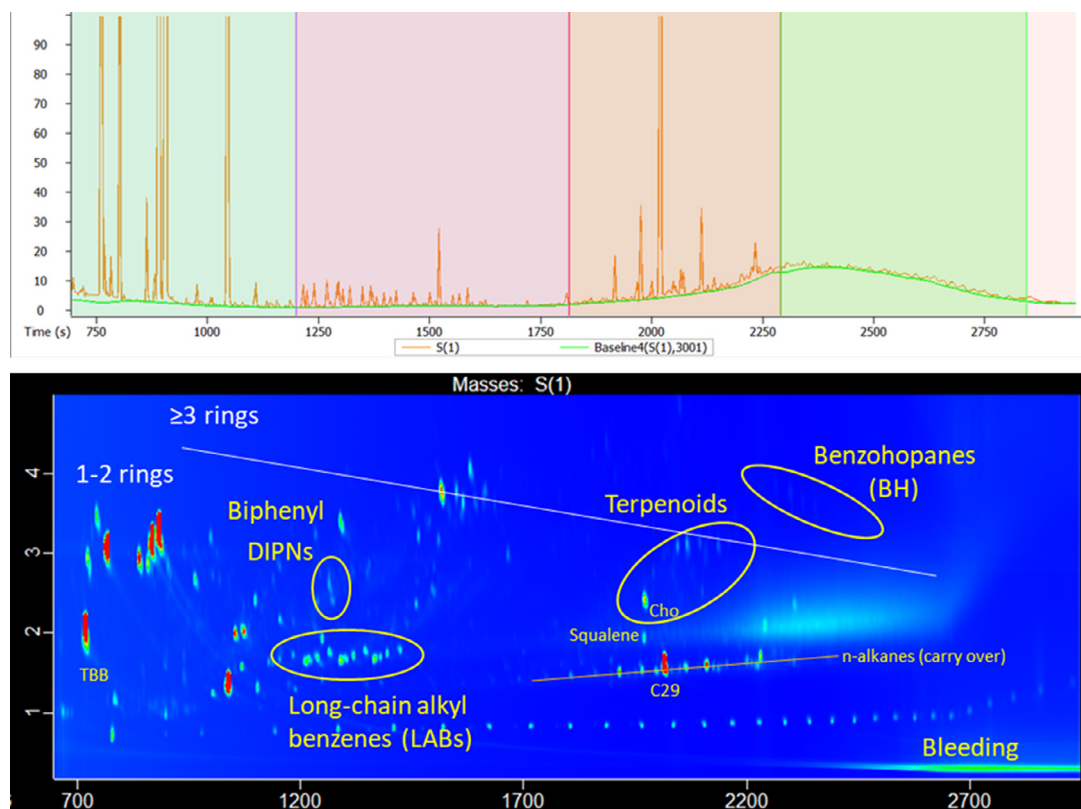 90
80
70
60
50
40
30
20
10
0
Time (s) 750 1000 1250 1500 1750 2000 2250 2500 2750
S(1) Baseline4(S(1),3001)
Masses: S(1)
≥3 rings
1-2 rings
Biphenyl
DIPNs
Terpenoids
Benzohopanes
(BH)
4
3
2
1
Cho
Squalene
n-alkanes (carry over)
TBB
C29
Long-chain alkyl
benzenes (LABs)
Bleeding
700 1200 1700 2200 2700